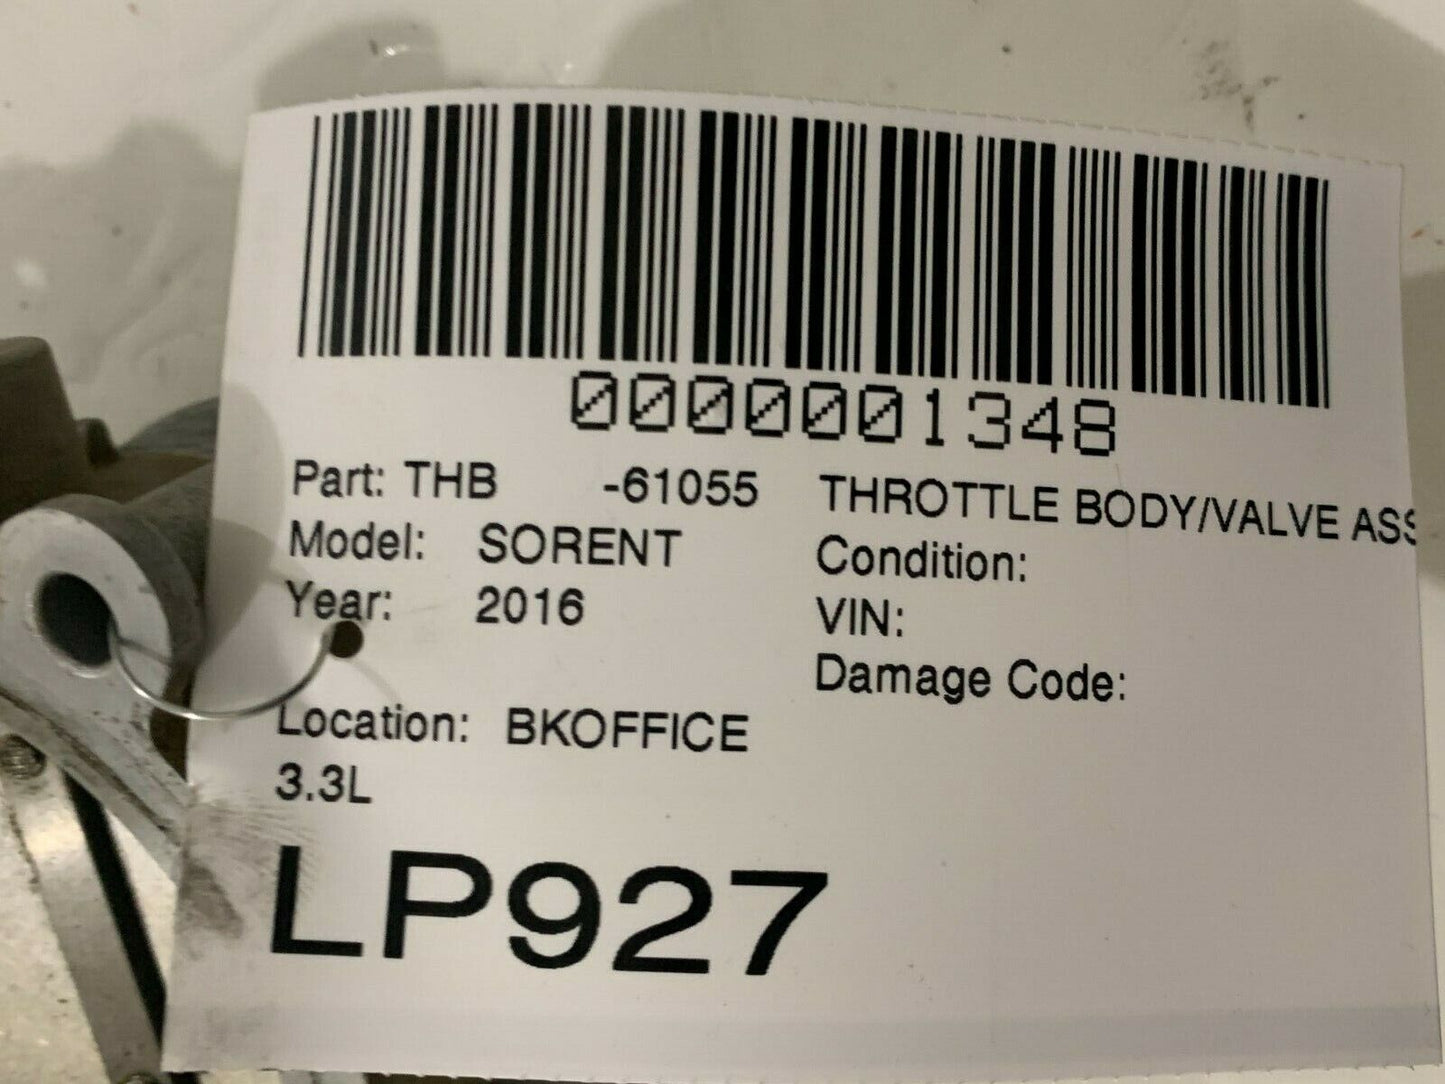 0000001348
Part: THB -61055 THROTTLE BODY/VALVE ASS
Model: SORENT Condition:
Year: 2016 VIN:
Damage Code:
Location: BKOFFICE
3.3L
LP927